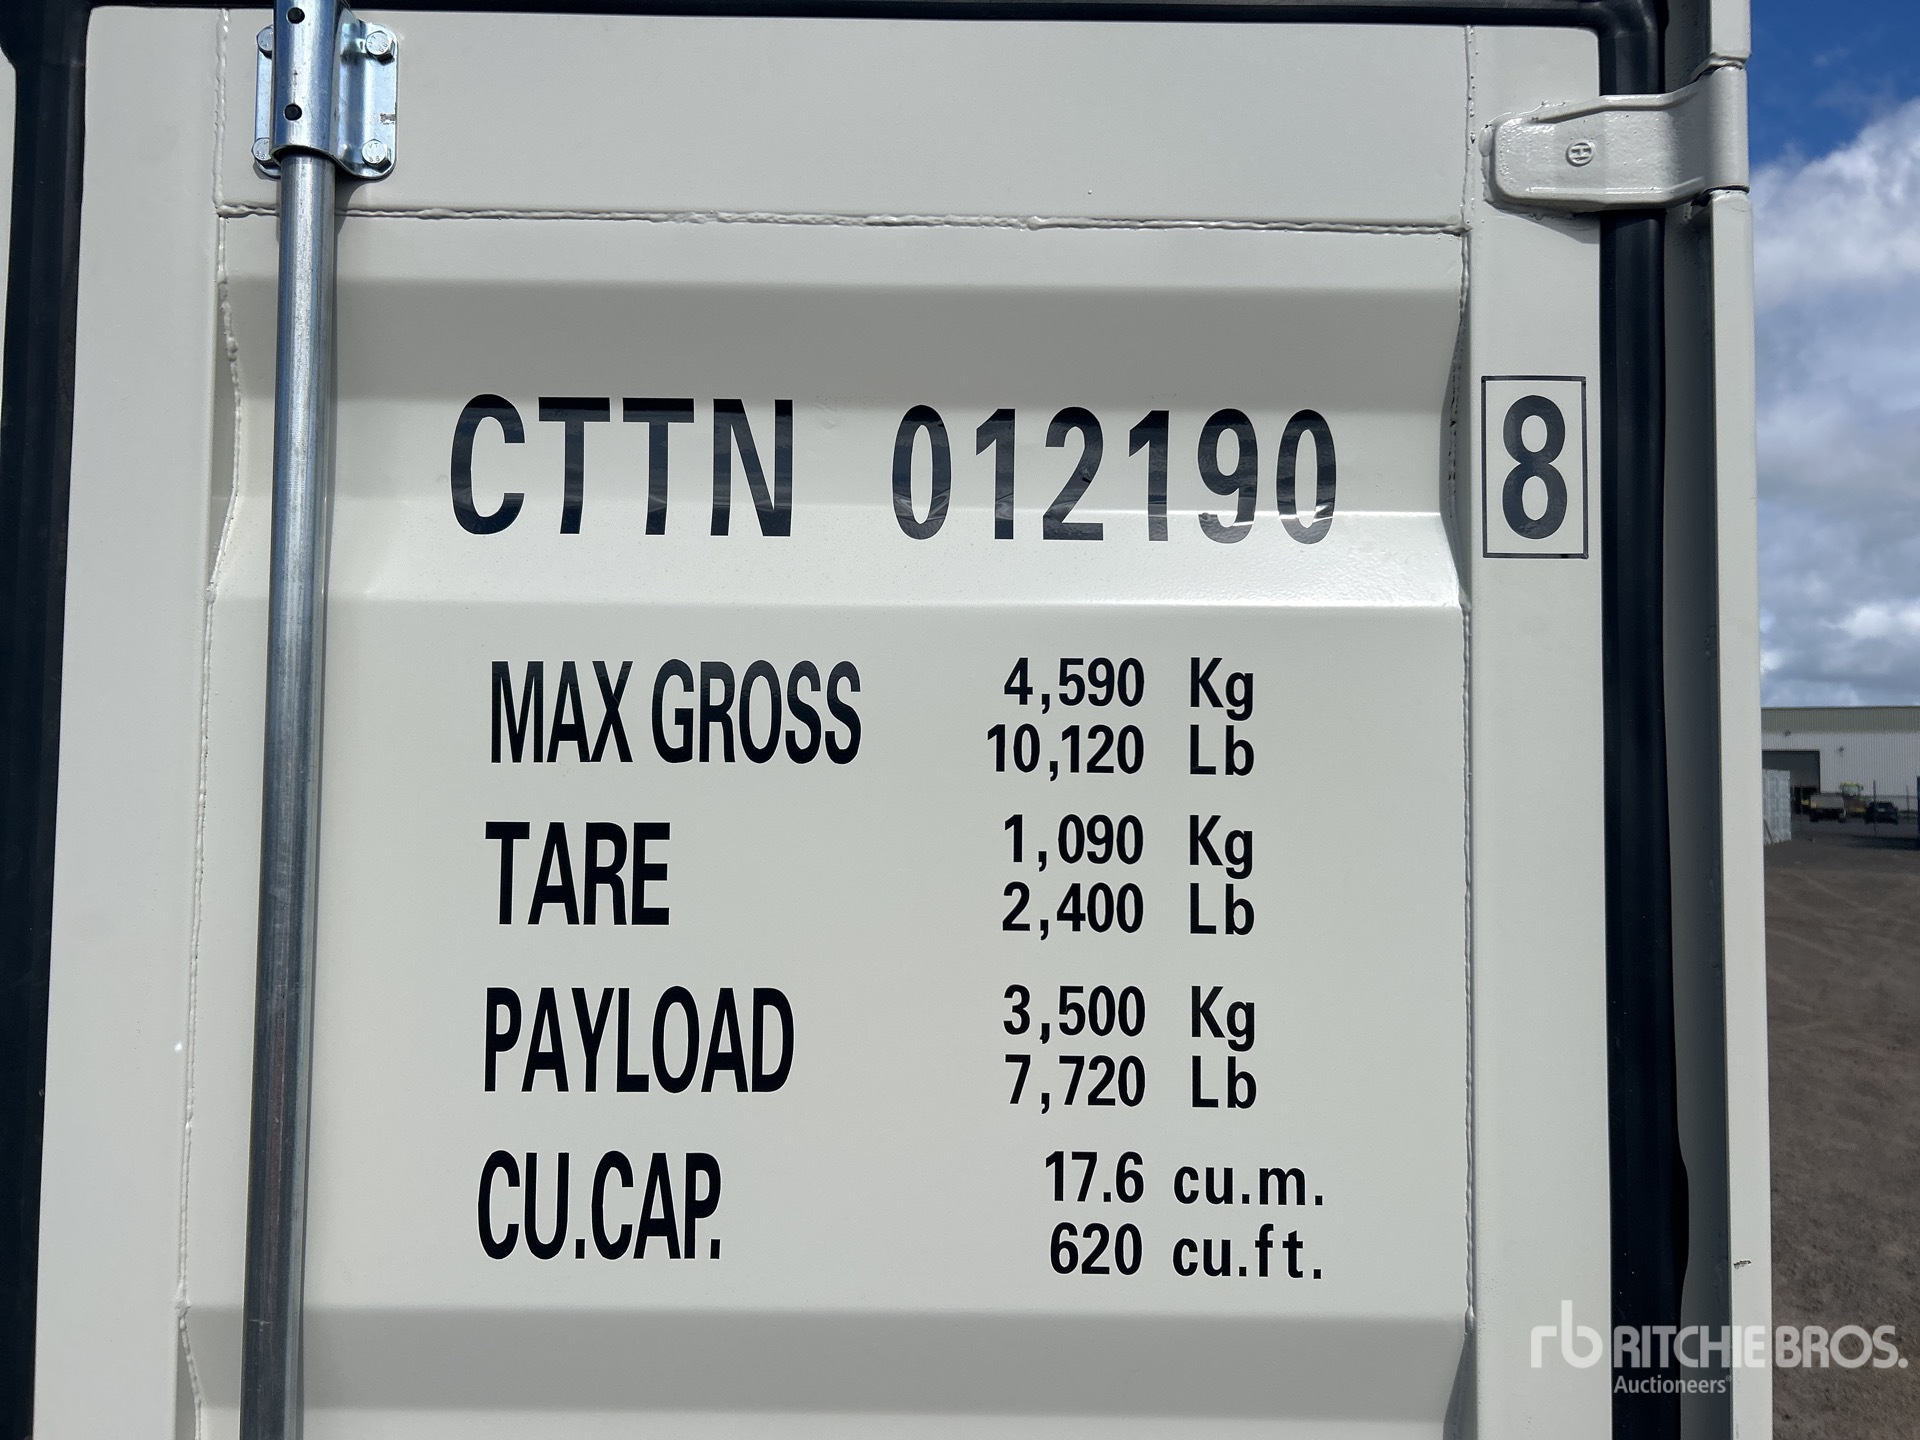 CTTN 012190 8
MAX GROSS 4,590 Kg
10,120 Lb
TARE 1,090 Kg
2,400 Lb
PAYLOAD 3,500 Kg
7,720 Lb
CU.CAP. 17.6 cu.m.
620 cu.ft.
rb RITCHIE BROS.
Auctioneers